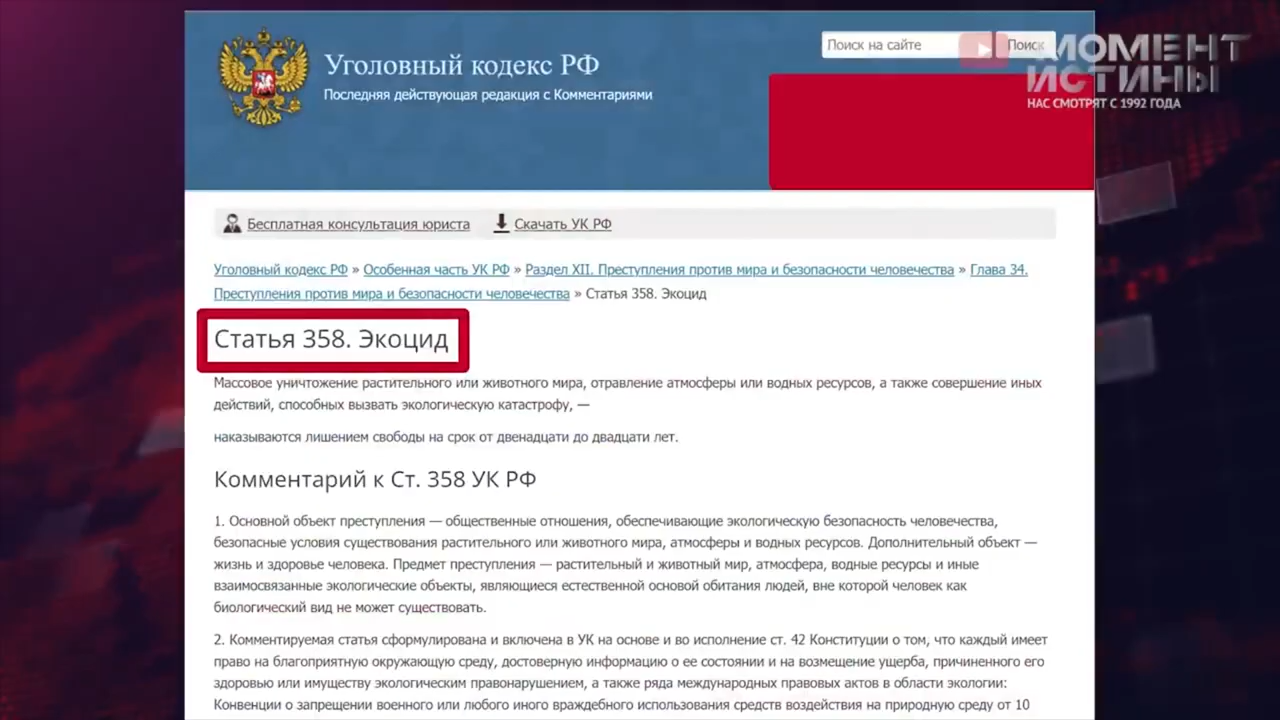 Уголовный кодекс РФ
Последняя действующая редакция с Комментариями
Поиск на сайте
Поиск
МОМЕНТ
ИСТИНЫ
НАС СМОТРЯТ С 1992 ГОДА
Бесплатная консультация юриста
Скачать УК РФ
Уголовный кодекс РФ » Особенная часть УК РФ » Раздел XII. Преступления против мира и безопасности человечества » Глава 34.
Преступления против мира и безопасности человечества » Статья 358. Экоцид
Статья 358. Экоцид
Массовое уничтожение растительного или животного мира, отравление атмосферы или водных ресурсов, а также совершение иных
действий, способных вызвать экологическую катастрофу, —
наказываются лишением свободы на срок от двенадцати до двадцати лет.
Комментарий к Ст. 358 УК РФ
1. Основной объект преступления — общественные отношения, обеспечивающие экологическую безопасность человечества,
безопасные условия существования растительного или животного мира, атмосферы и водных ресурсов. Дополнительный объект —
жизнь и здоровье человека. Предмет преступления — растительный и животный мир, атмосфера, водные ресурсы и иные
взаимосвязанные экологические объекты, являющиеся естественной основой обитания людей, вне которой человек как
биологический вид не может существовать.
2. Комментируемая статья сформулирована и включена в УК на основе и во исполнение ст. 42 Конституции о том, что каждый имеет
право на благоприятную окружающую среду, достоверную информацию о ее состоянии и на возмещение ущерба, причиненного его
здоровью или имуществу экологическим правонарушением, а также ряда международных правовых актов в области экологии:
Конвенции о запрещении военного или любого иного враждебного использования средств воздействия на природную среду от 10